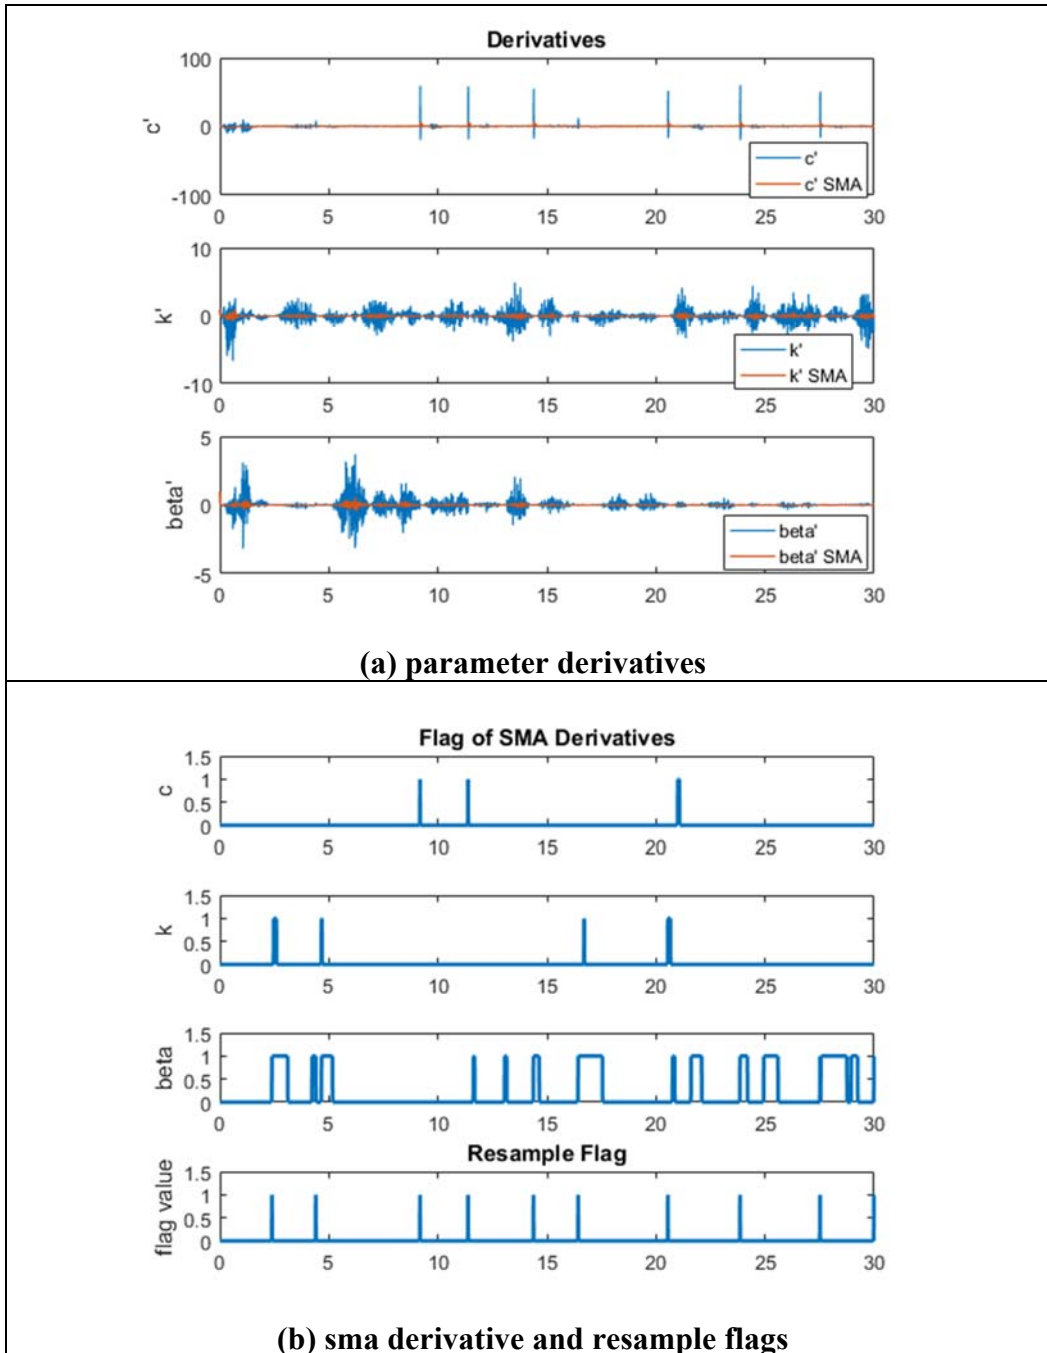 Derivatives
100
0
-100
c'
c'
c' SMA
0 5 10 15 20 25 30
10
0
-10
k'
k'
k' SMA
0 5 10 15 20 25 30
5
0
-5
beta'
beta'
beta' SMA
0 5 10 15 20 25 30
(a) parameter derivatives
Flag of SMA Derivatives
1.5
1
0.5
0
c
0 5 10 15 20 25 30
1.5
1
0.5
0
k
0 5 10 15 20 25 30
1.5
1
0.5
0
beta
0 5 10 15 20 25 30
Resample Flag
1.5
1
0.5
0
flag value
0 5 10 15 20 25 30
(b) sma derivative and resample flags